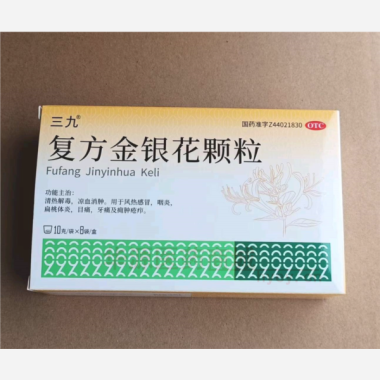 三九®
国药准字Z44021830 OTC
复方金银花颗粒
Fufang Jinyinhua Keli
功能主治:
清热解毒，凉血消肿。用于风热感冒，咽炎，
扁桃体炎，目痛，牙痛及痈肿疮疖。
10克/袋×8袋/盒